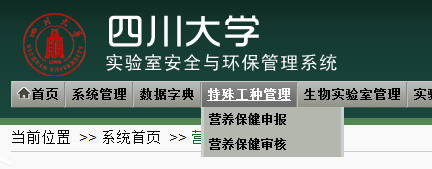 四川大学
实验室安全与环保管理系统
首页 系统管理 数据字典 特殊工种管理 生物实验室管理 实
营养保健申报
营养保健审核
当前位置 >> 系统首页 >>